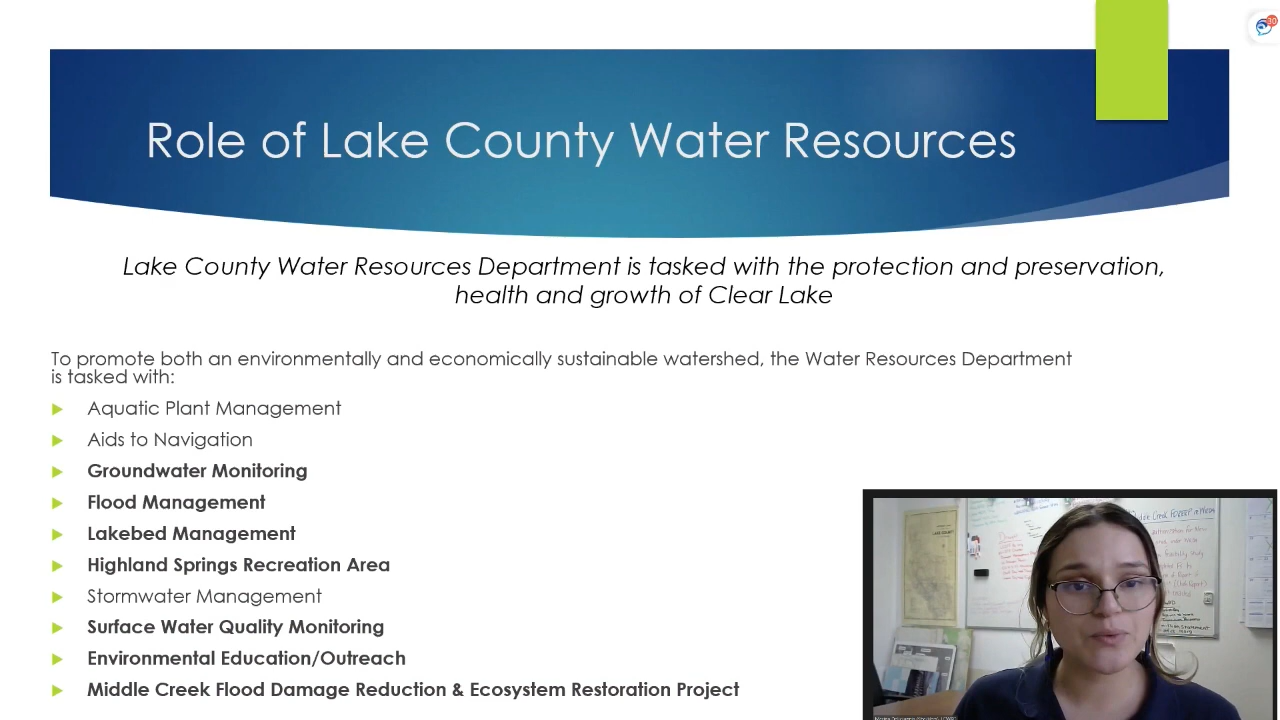 Role of Lake County Water Resources
Lake County Water Resources Department is tasked with the protection and preservation,
health and growth of Clear Lake
To promote both an environmentally and economically sustainable watershed, the Water Resources Department
is tasked with:
Aquatic Plant Management
Aids to Navigation
Groundwater Monitoring
Flood Management
Lakebed Management
Highland Springs Recreation Area
Stormwater Management
Surface Water Quality Monitoring
Environmental Education/Outreach
Middle Creek Flood Damage Reduction & Ecosystem Restoration Project